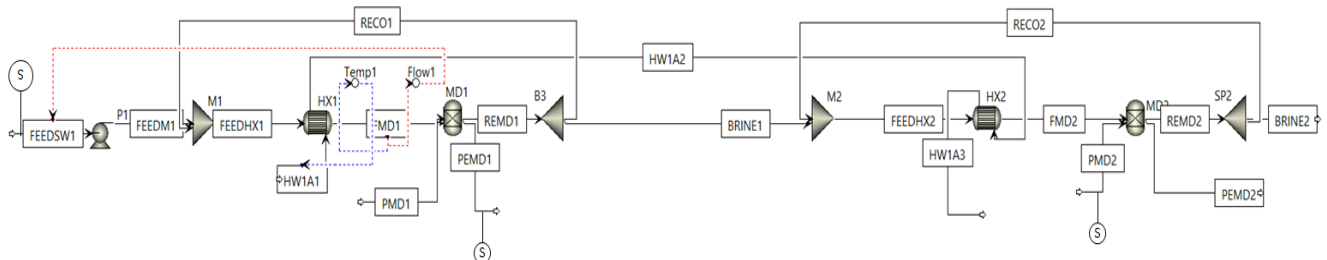 RECO1
RECO2
HW1A2
S
Temp1
Flow1
FEEDSW1
P1
FEEDM1
M1
FEEDHX1
HX1
MD1
MD1
REMD1
B3
BRINE1
M2
FEEDHX2
HX2
FMD2
REMD2
SP2
BRINE2
HW1A1
PEMD1
HW1A3
PMD2
PMD1
PEMD2
S
S